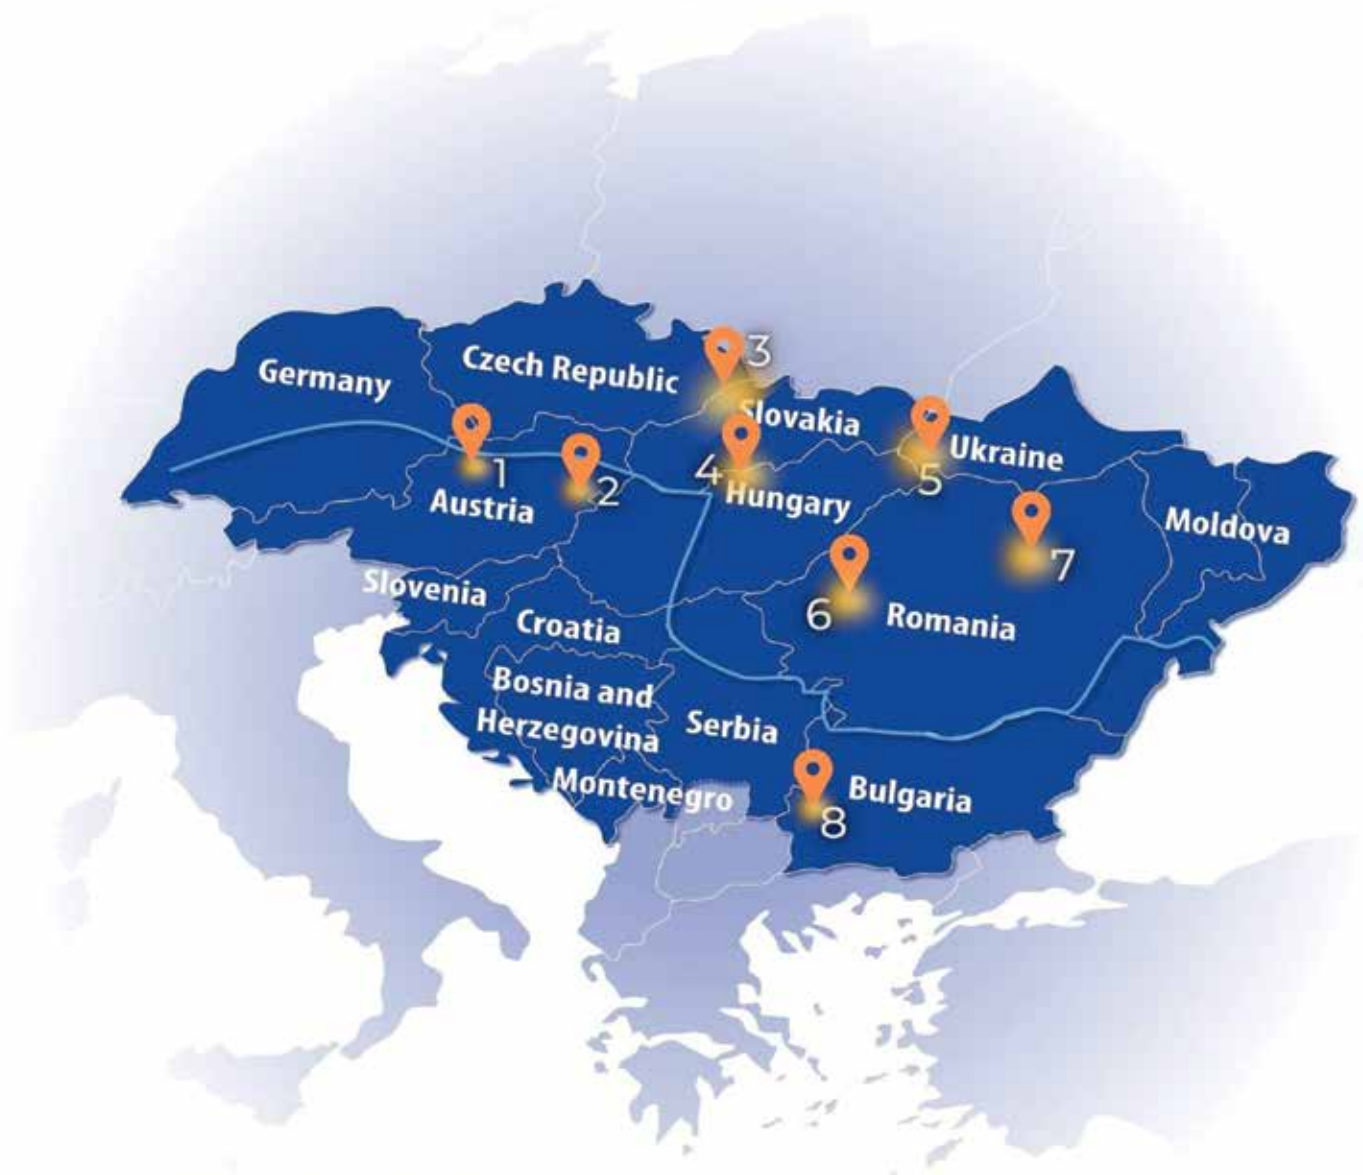 3
Czech Republic
Germany
Slovakia
Ukraine
1
2
4
5
Hungary
Austria
Moldova
7
Slovenia
6
Romania
Croatia
Bosnia and
Herzegovina
Serbia
Montenegro
Bulgaria
8